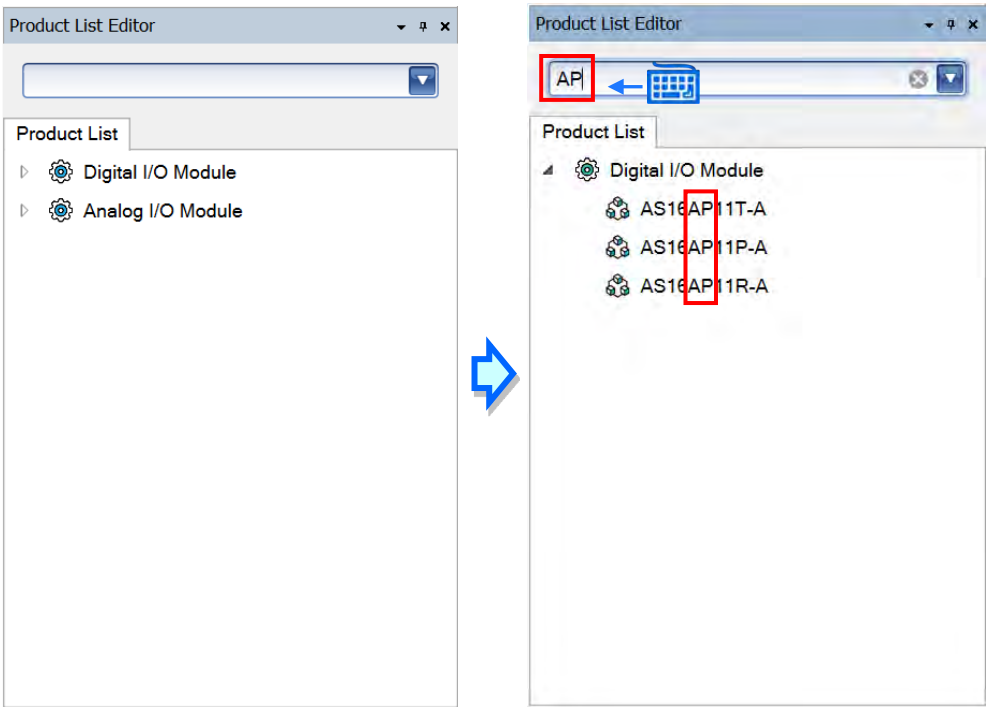 Product List Editor
Product List
Digital I/O Module
Analog I/O Module
Product List Editor
AP
Product List
Digital I/O Module
AS16AP11T-A
AS16AP11P-A
AS16AP11R-A